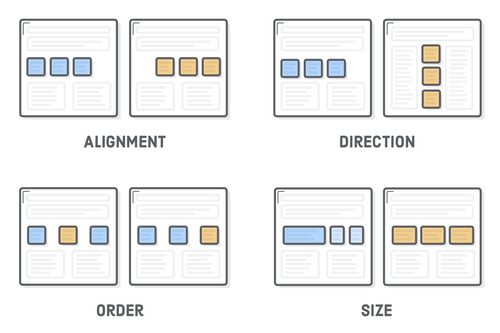 ALIGNMENT
DIRECTION
ORDER
SIZE